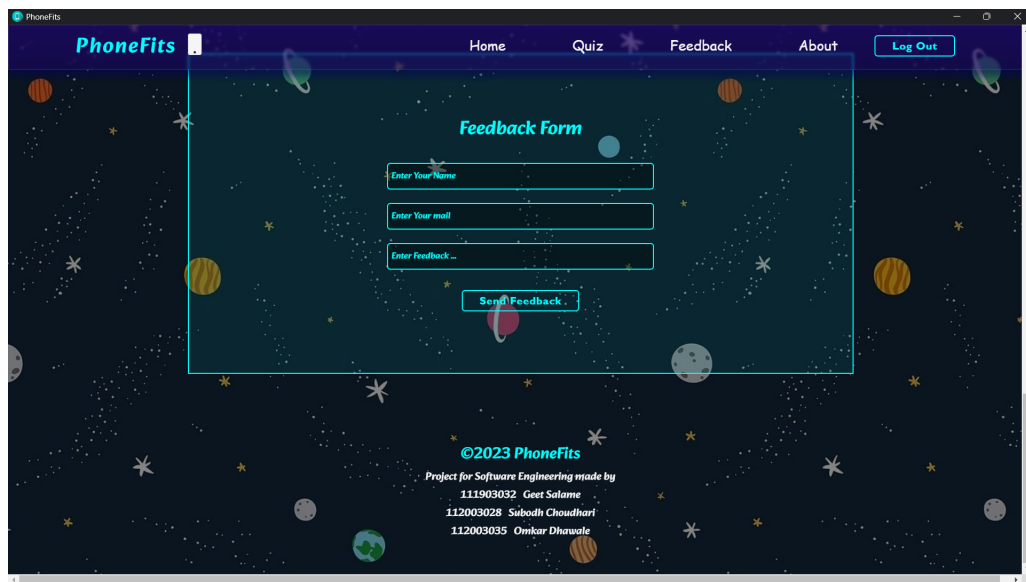 PhoneFits
PhoneFits
Home Quiz Feedback About Log Out
Feedback Form
Enter Your Name
Enter Your mail
Enter Feedback ...
Send Feedback
©2023 PhoneFits
Project for Software Engineering made by
111903032 Geet Salame
112003028 Subodh Choudhari
112003035 Omkar Dhawale